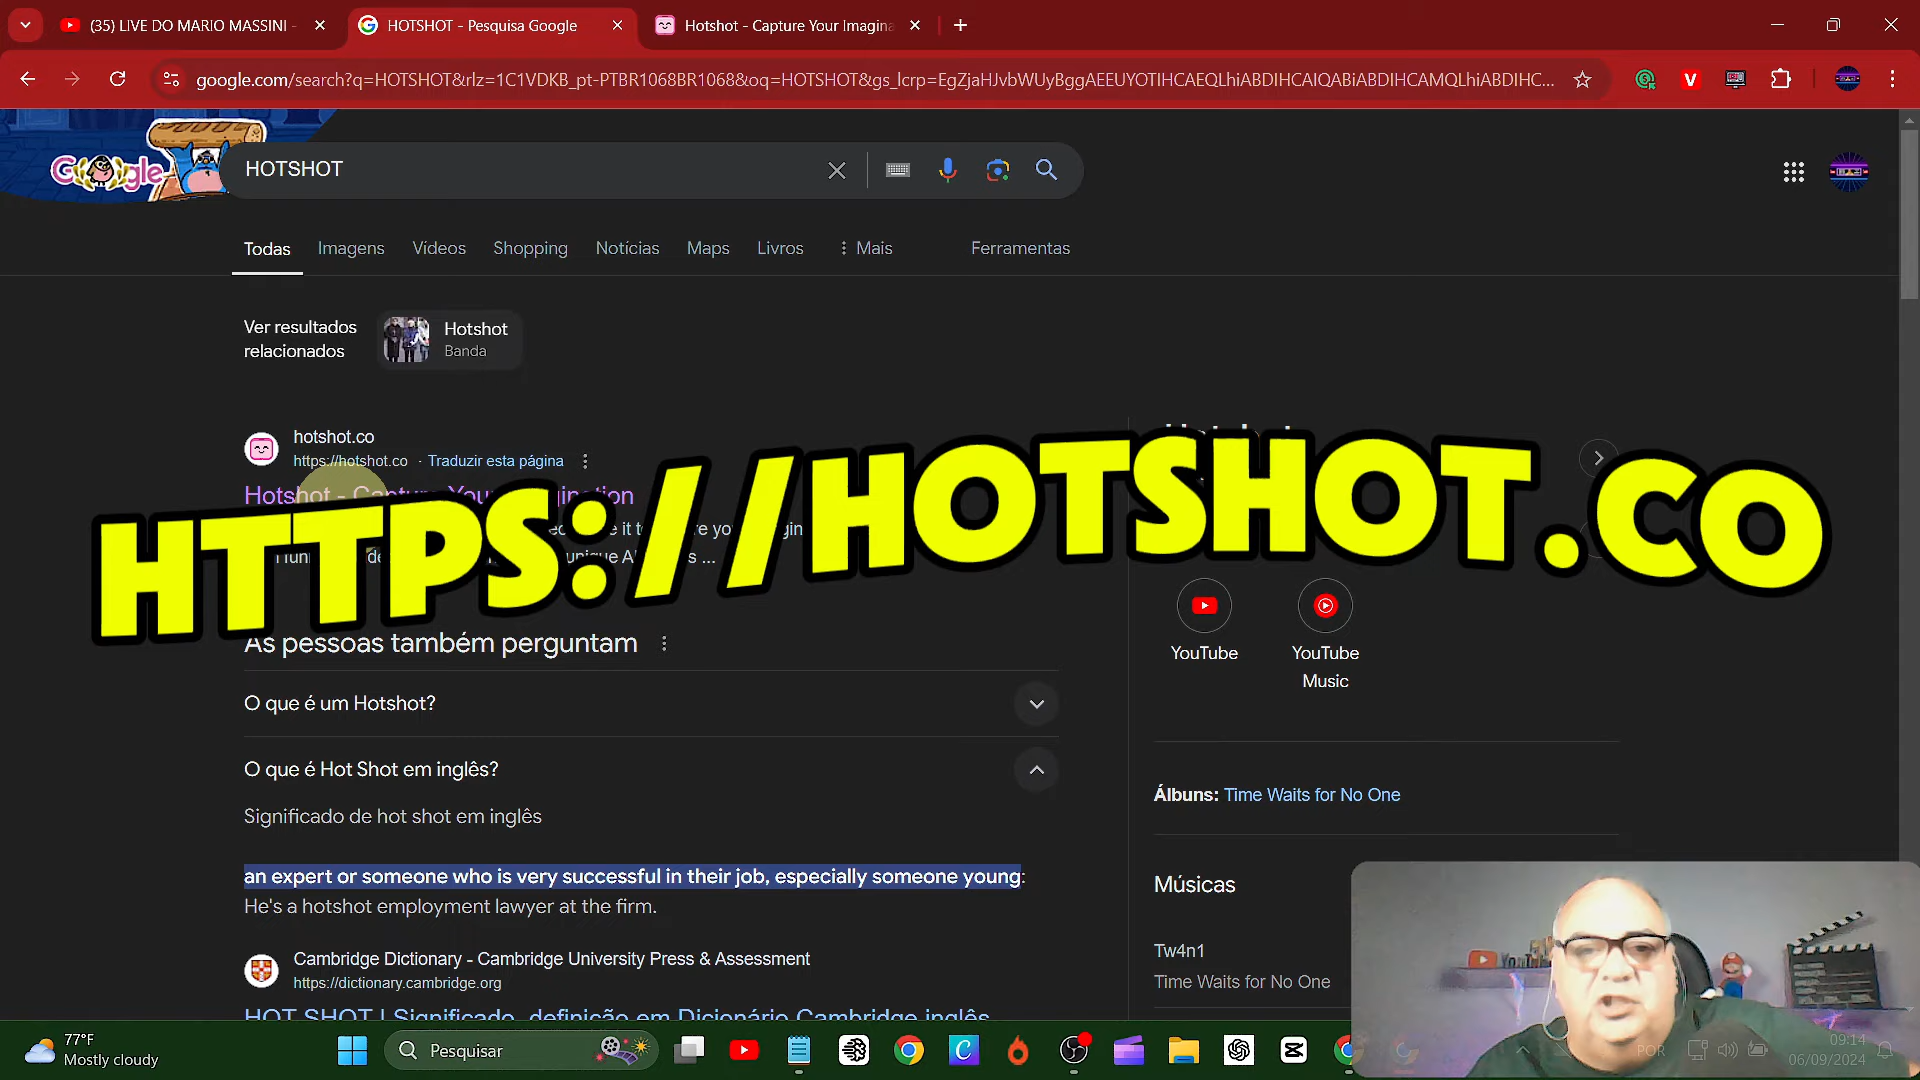 (35) LIVE DO MARIO MASSINI -
HOTSHOT - Pesquisa Google
Hotshot - Capture Your Imagina
google.com/search?q=HOTSHOT&rlz=1C1VDKB_pt-PTBR1068BR1068&oq=HOTSHOT&gs_lcrp=EgZjaHJvbWUyBggAEEUYOTIHCAEQLhiABDIHCAIQABiABDIHCAMQLhiABDIHC...
Google
HOTSHOT
Todas
Imagens
Vídeos
Shopping
Notícias
Maps
Livros
Mais
Ferramentas
Ver resultados
relacionados
Hotshot
Banda
hotshot.co
https://hotshot.co · Traduzir esta página
Hotshot - Capture Your Imagination
HTTPS://HOTSHOT.CO
As pessoas também perguntam
O que é um Hotshot?
O que é Hot Shot em inglês?
Significado de hot shot em inglês
an expert or someone who is very successful in their job, especially someone young:
He's a hotshot employment lawyer at the firm.
Cambridge Dictionary - Cambridge University Press & Assessment
https://dictionary.cambridge.org
HOT SHOT | Significado, definição em Dicionário Cambridge inglês
YouTube
YouTube
Music
Álbuns: Time Waits for No One
Músicas
Tw4n1
Time Waits for No One
77°F
Mostly cloudy
Pesquisar
POR
09:14
06/09/2024